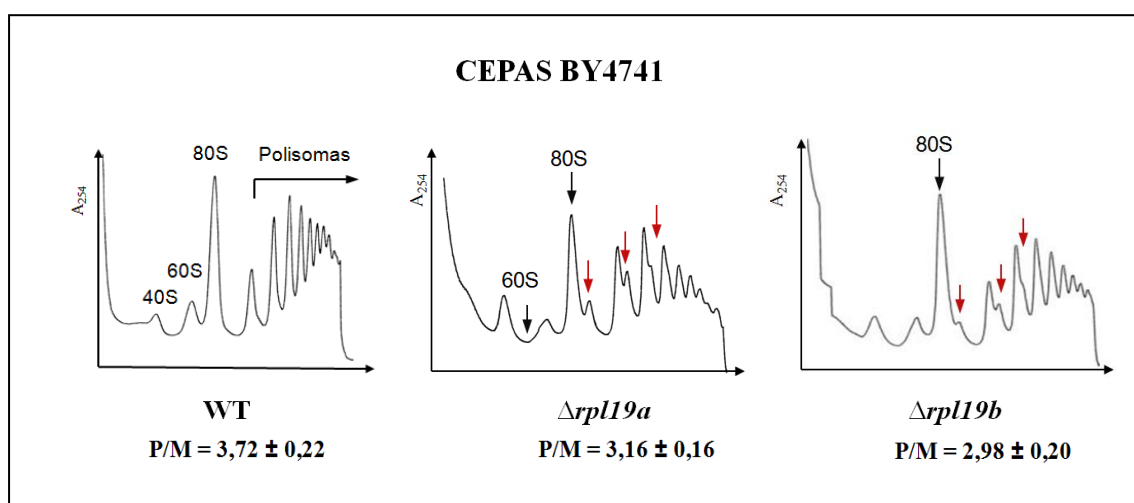 CEPAS BY4741
A254
40S
60S
80S
Polisomas
WT
P/M = 3,72 ± 0,22
A254
60S
80S
Δrpl19a
P/M = 3,16 ± 0,16
A254
80S
Δrpl19b
P/M = 2,98 ± 0,20